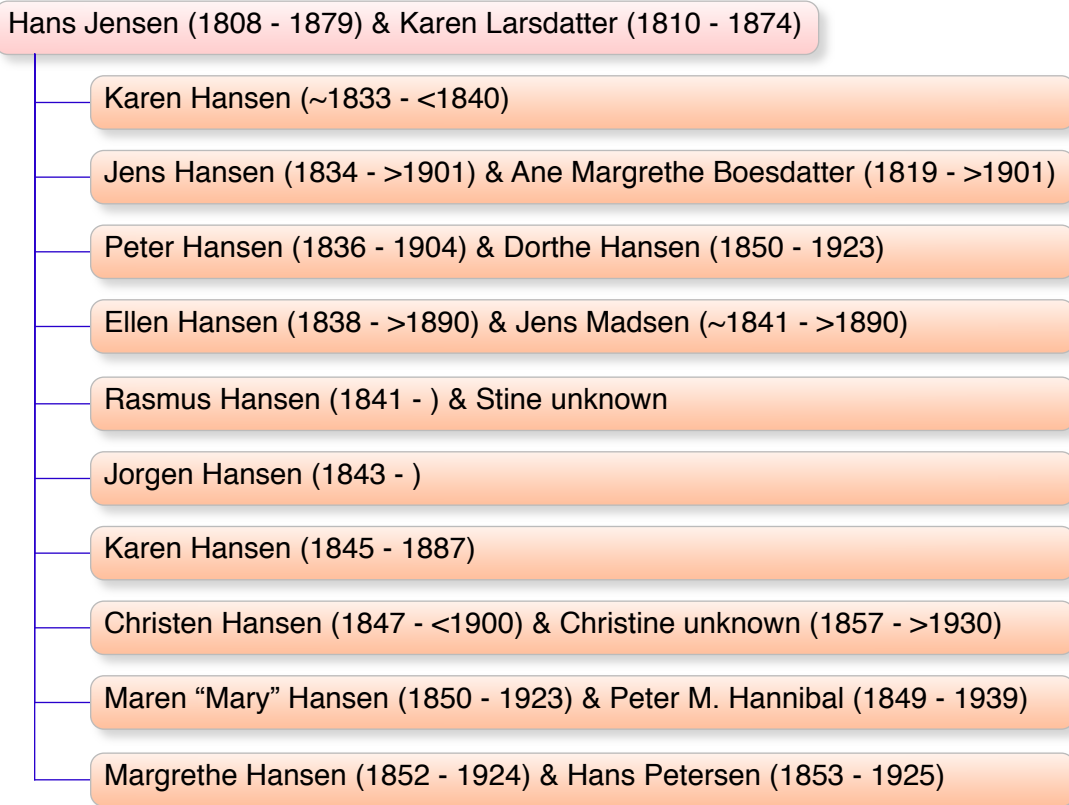 Hans Jensen (1808 - 1879) & Karen Larsdatter (1810 - 1874)
Karen Hansen (~1833 - <1840)
Jens Hansen (1834 - >1901) & Ane Margrethe Boesdatter (1819 - >1901)
Peter Hansen (1836 - 1904) & Dorthe Hansen (1850 - 1923)
Ellen Hansen (1838 - >1890) & Jens Madsen (~1841 - >1890)
Rasmus Hansen (1841 - ) & Stine unknown
Jorgen Hansen (1843 - )
Karen Hansen (1845 - 1887)
Christen Hansen (1847 - <1900) & Christine unknown (1857 - >1930)
Maren “Mary” Hansen (1850 - 1923) & Peter M. Hannibal (1849 - 1939)
Margrethe Hansen (1852 - 1924) & Hans Petersen (1853 - 1925)